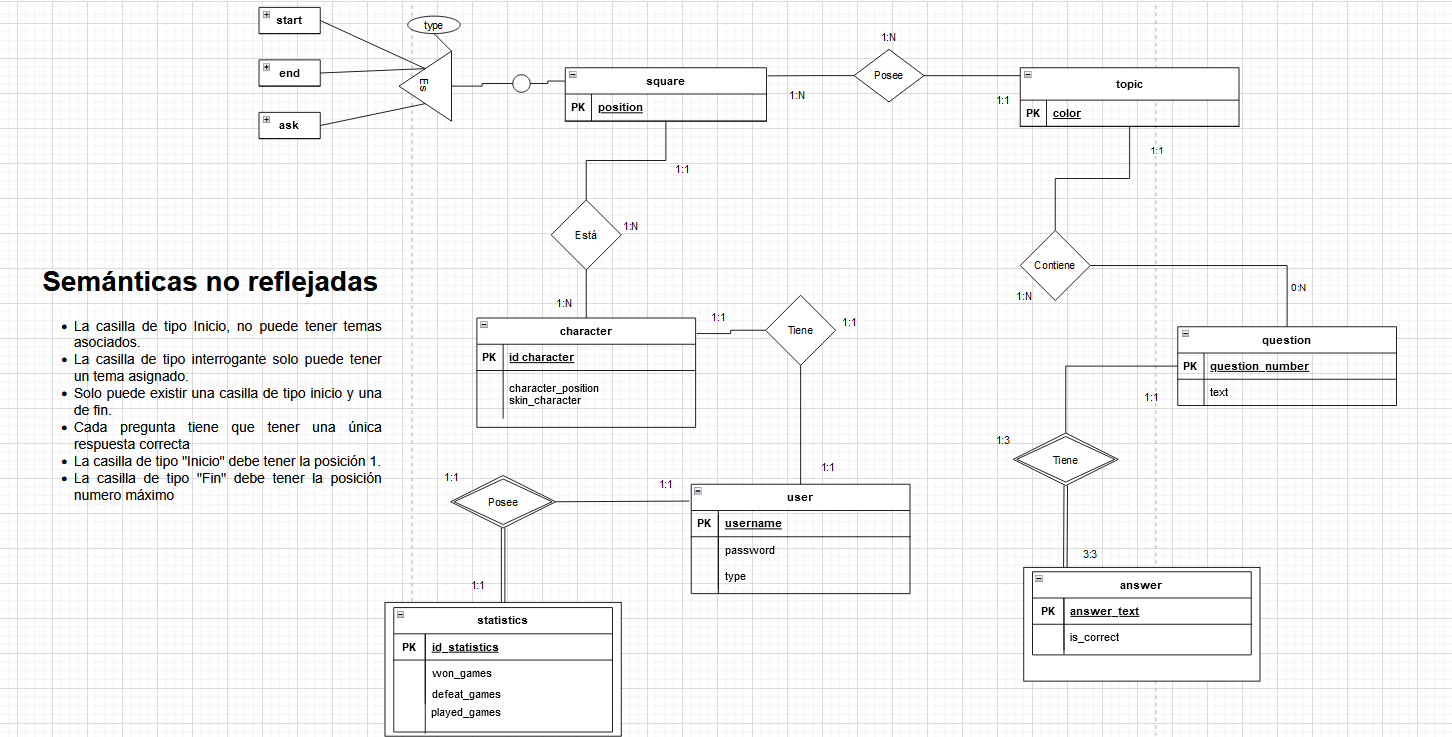 start
type
end
Es
ask
square
PK position
1:N
Posee
1:N
1:1
topic
PK color
1:1
1:1
Está
1:N
1:N
Contiene
1:N
0:N
Semánticas no reflejadas
La casilla de tipo Inicio, no puede tener temas
asociados.
La casilla de tipo interrogante solo puede tener
un tema asignado.
Solo puede existir una casilla de tipo inicio y una
de fin.
Cada pregunta tiene que tener una única
respuesta correcta
La casilla de tipo "Inicio" debe tener la posición 1.
La casilla de tipo "Fin" debe tener la posición
numero máximo
character
PK id character
character_position
skin_character
1:1
Tiene
1:1
1:1
question
PK question_number
text
1:1
1:3
Tiene
3:3
1:1
Posee
1:1
1:1
user
PK username
password
type
statistics
PK id_statistics
won_games
defeat_games
played_games
answer
PK answer_text
is_correct